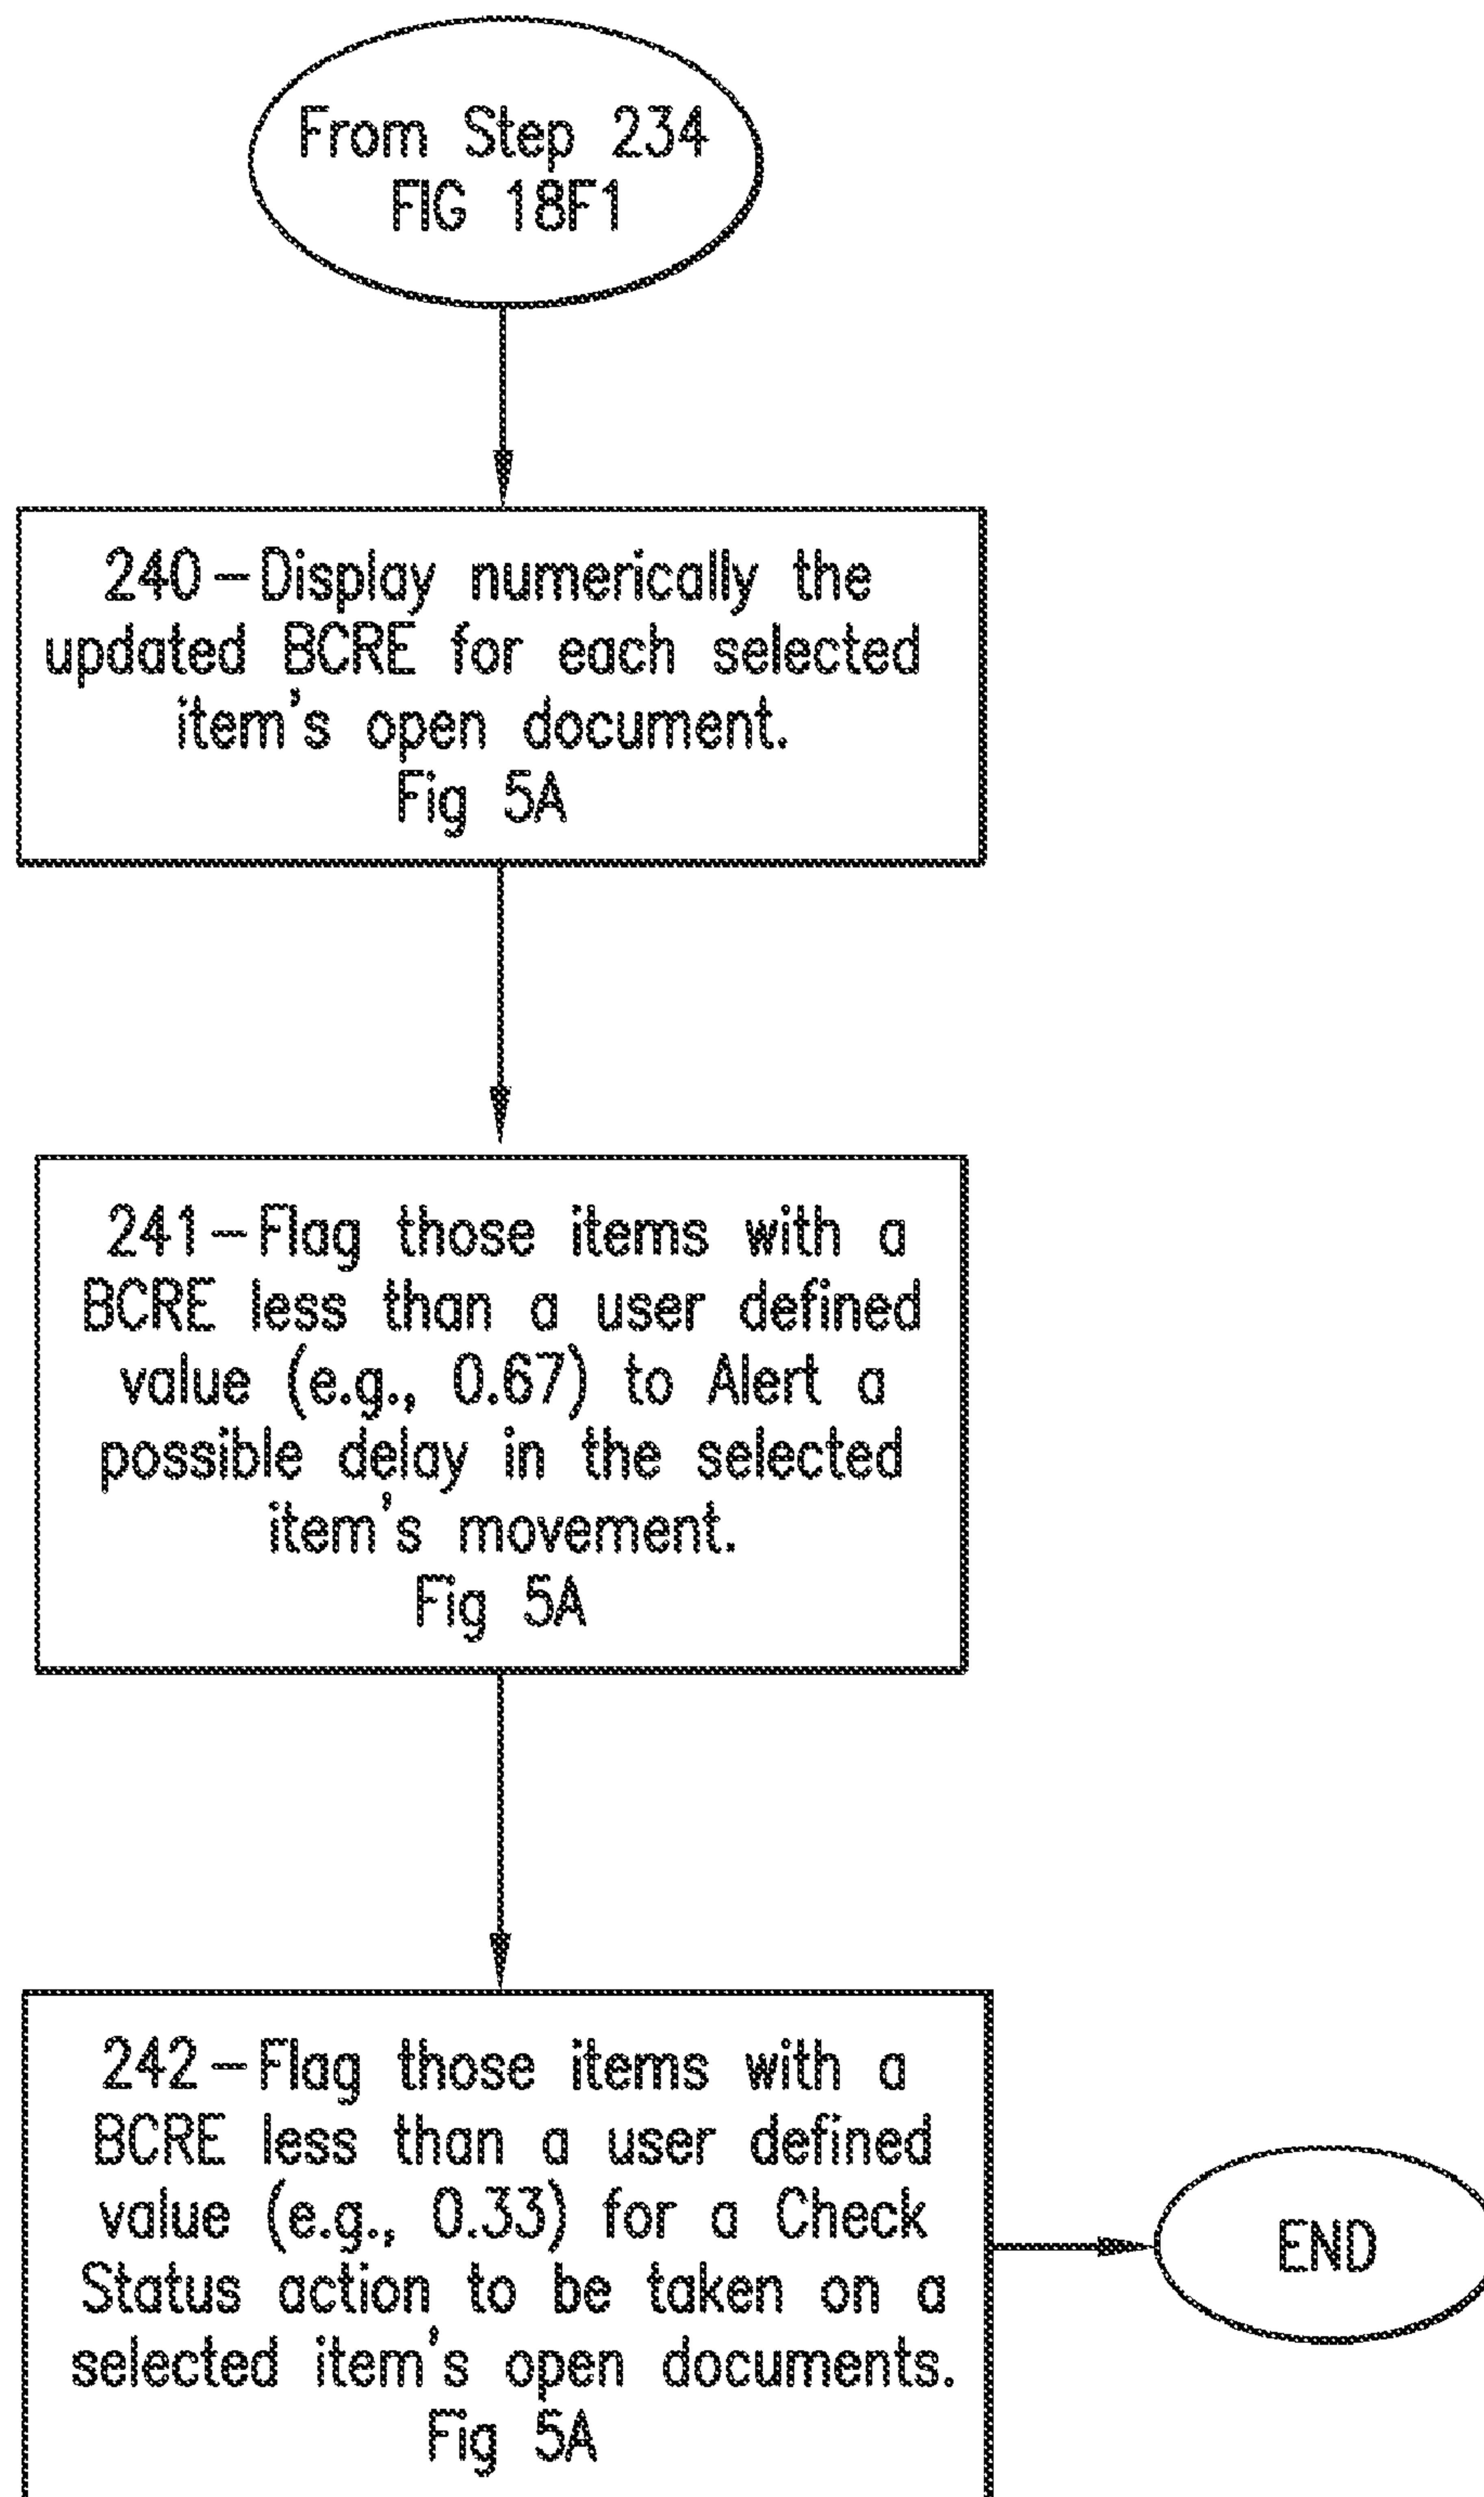 From Step 234
FIG 18F1
240-Display numerically the
updated BCRE for each selected
item's open document.
Fig 5A
241-Flag those items with a
BCRE less than a user defined
value (e.g., 0.67) to Alert a
possible delay in the selected
item's movement.
Fig 5A
242-Flag those items with a
BCRE less than a user defined
value (e.g., 0.33) for a Check
Status action to be taken on a
selected item's open documents.
Fig 5A
END